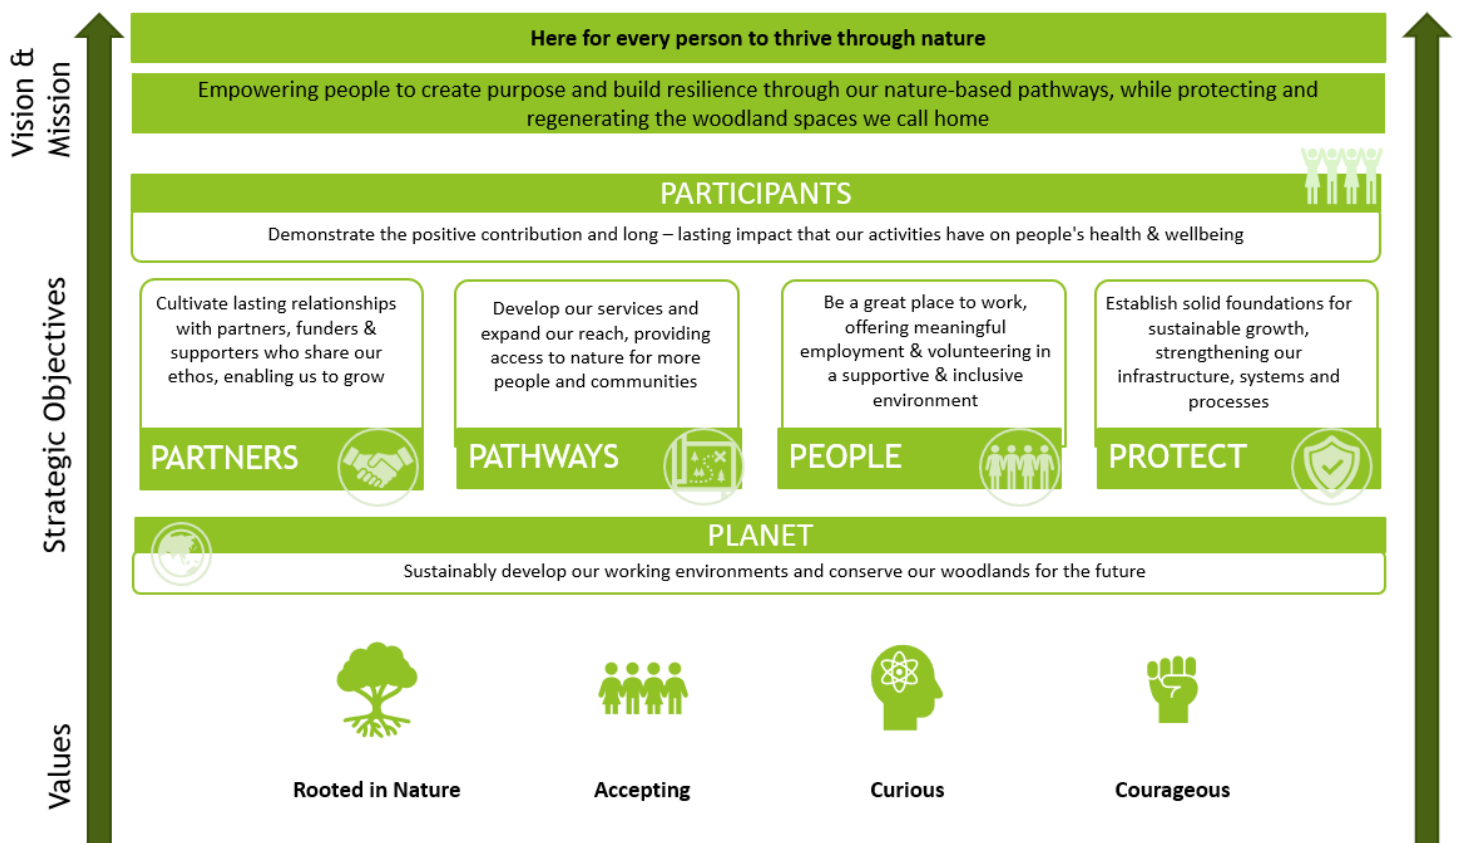 Vision &
Mission
Here for every person to thrive through nature
Empowering people to create purpose and build resilience through our nature-based pathways, while protecting and
regenerating the woodland spaces we call home
Strategic Objectives
PARTICIPANTS
Demonstrate the positive contribution and long – lasting impact that our activities have on people's health & wellbeing
Cultivate lasting relationships
with partners, funders &
supporters who share our
ethos, enabling us to grow
PARTNERS
Develop our services and
expand our reach, providing
access to nature for more
people and communities
PATHWAYS
Be a great place to work,
offering meaningful
employment & volunteering in
a supportive & inclusive
environment
PEOPLE
Establish solid foundations for
sustainable growth,
strengthening our
infrastructure, systems and
processes
PROTECT
PLANET
Sustainably develop our working environments and conserve our woodlands for the future
Values
Rooted in Nature
Accepting
Curious
Courageous